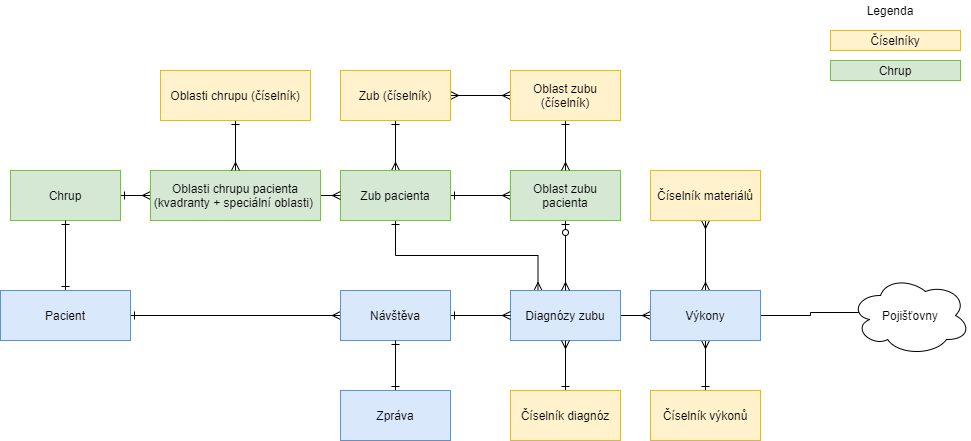 Legenda
Číselníky
Chrup
Oblasti chrupu (číselník)
Zub (číselník)
Oblast zubu
(číselník)
Chrup
Oblasti chrupu pacienta
(kvadranty + speciální oblasti)
Zub pacienta
Oblast zubu
pacienta
Číselník materiálů
Pacient
Návštěva
Diagnózy zubu
Výkony
Pojišťovny
Zpráva
Číselník diagnóz
Číselník výkonů